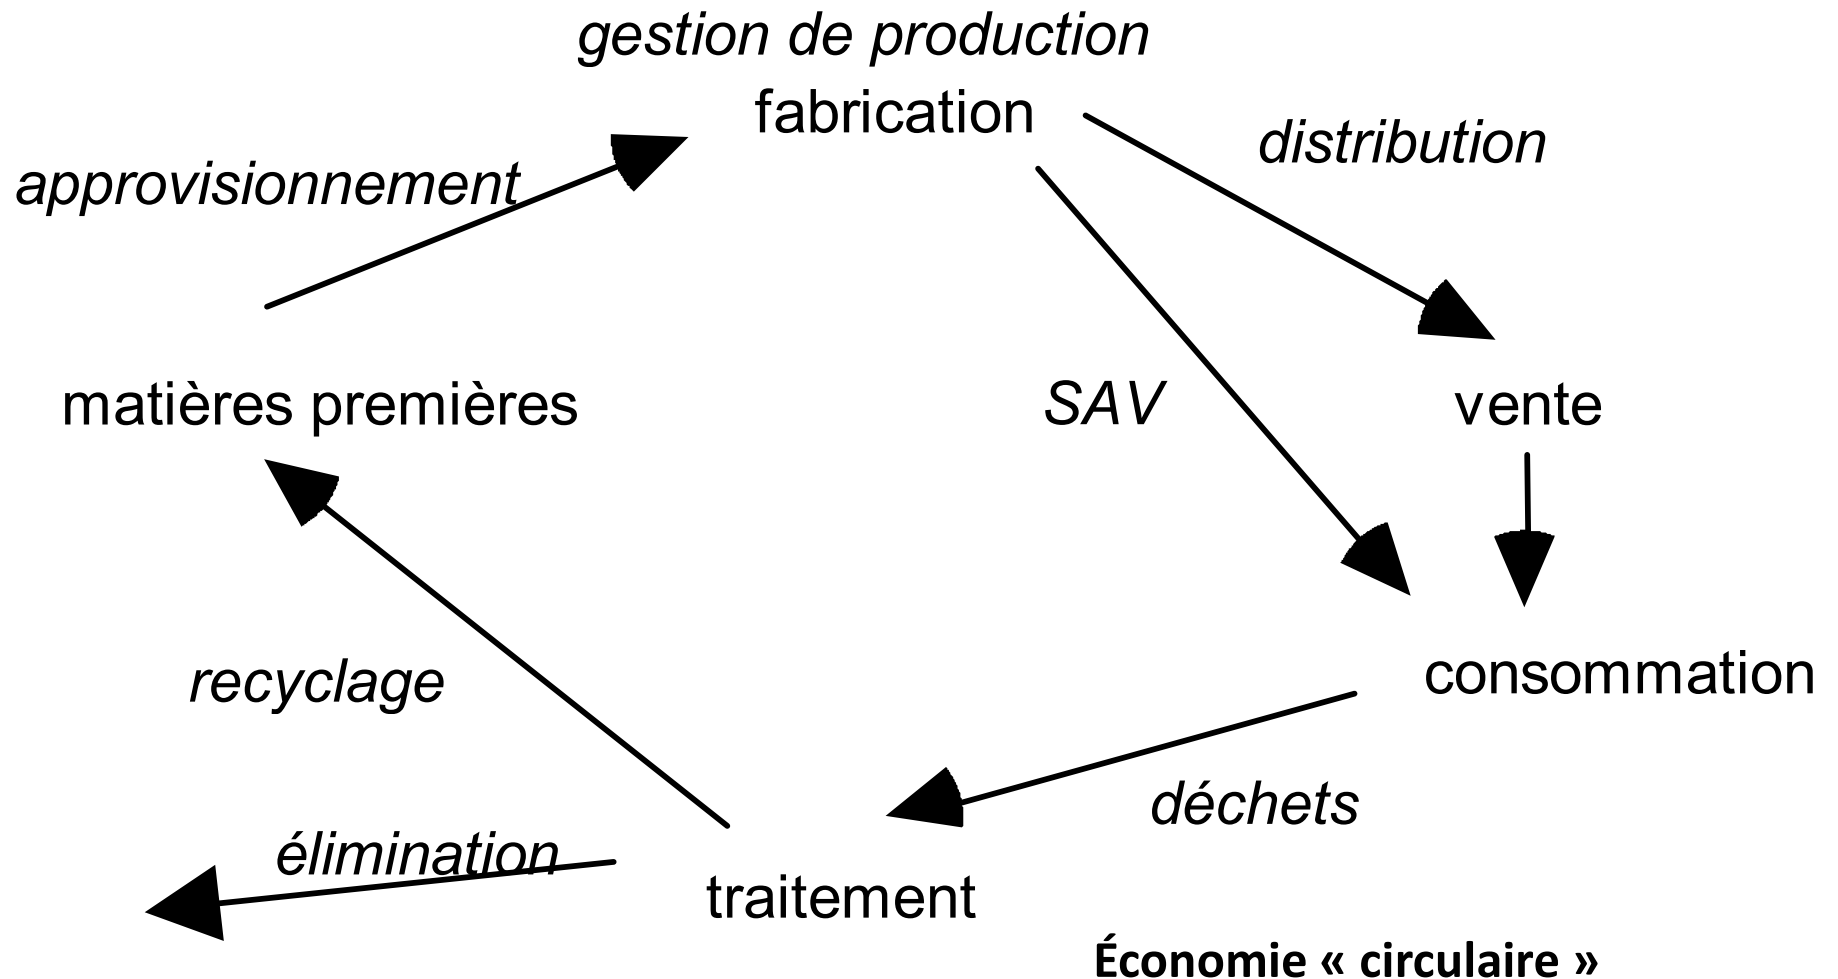 gestion de production
fabrication
distribution
approvisionnement
matières premières
SAV
vente
recyclage
consommation
déchets
élimination
traitement
Économie « circulaire »